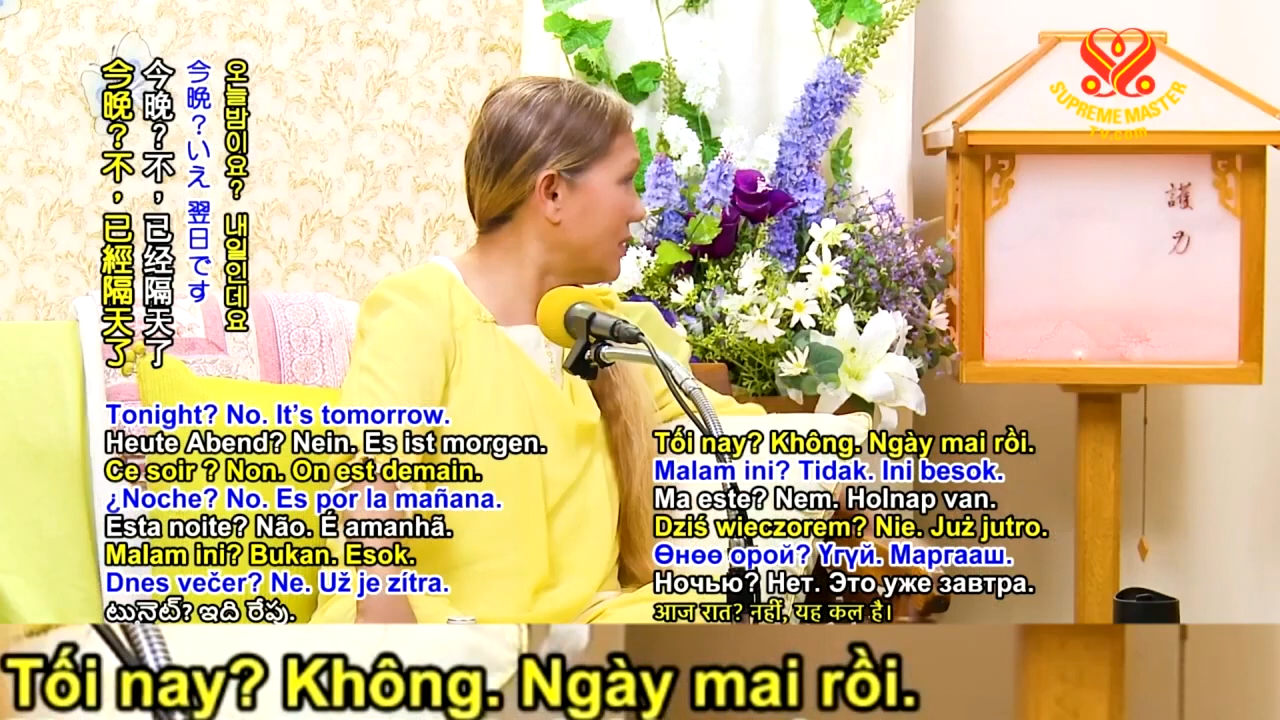 今晚？不，已經隔天了
今晚？不，已经隔天了
今晩？いえ 翌日です
오늘밤이요? 내일인데요
SUPREME MASTER
TV.com
護力
Tonight? No. It's tomorrow.
Heute Abend? Nein. Es ist morgen.
Ce soir ? Non. On est demain.
¿Noche? No. Es por la mañana.
Esta noite? Não. É amanhã.
Malam ini? Bukan. Esok.
Dnes večer? Ne. Už je zítra.
టునైట్? ఇది రేపు.
Tối nay? Không. Ngày mai rồi.
Malam ini? Tidak. Ini besok.
Ma este? Nem. Holnap van.
Dziś wieczorem? Nie. Już jutro.
Өнөө орой? Үгүй. Маргааш.
Ночью? Нет. Это уже завтра.
आज रात? नहीं, यह कल है।
Tối nay? Không. Ngày mai rồi.